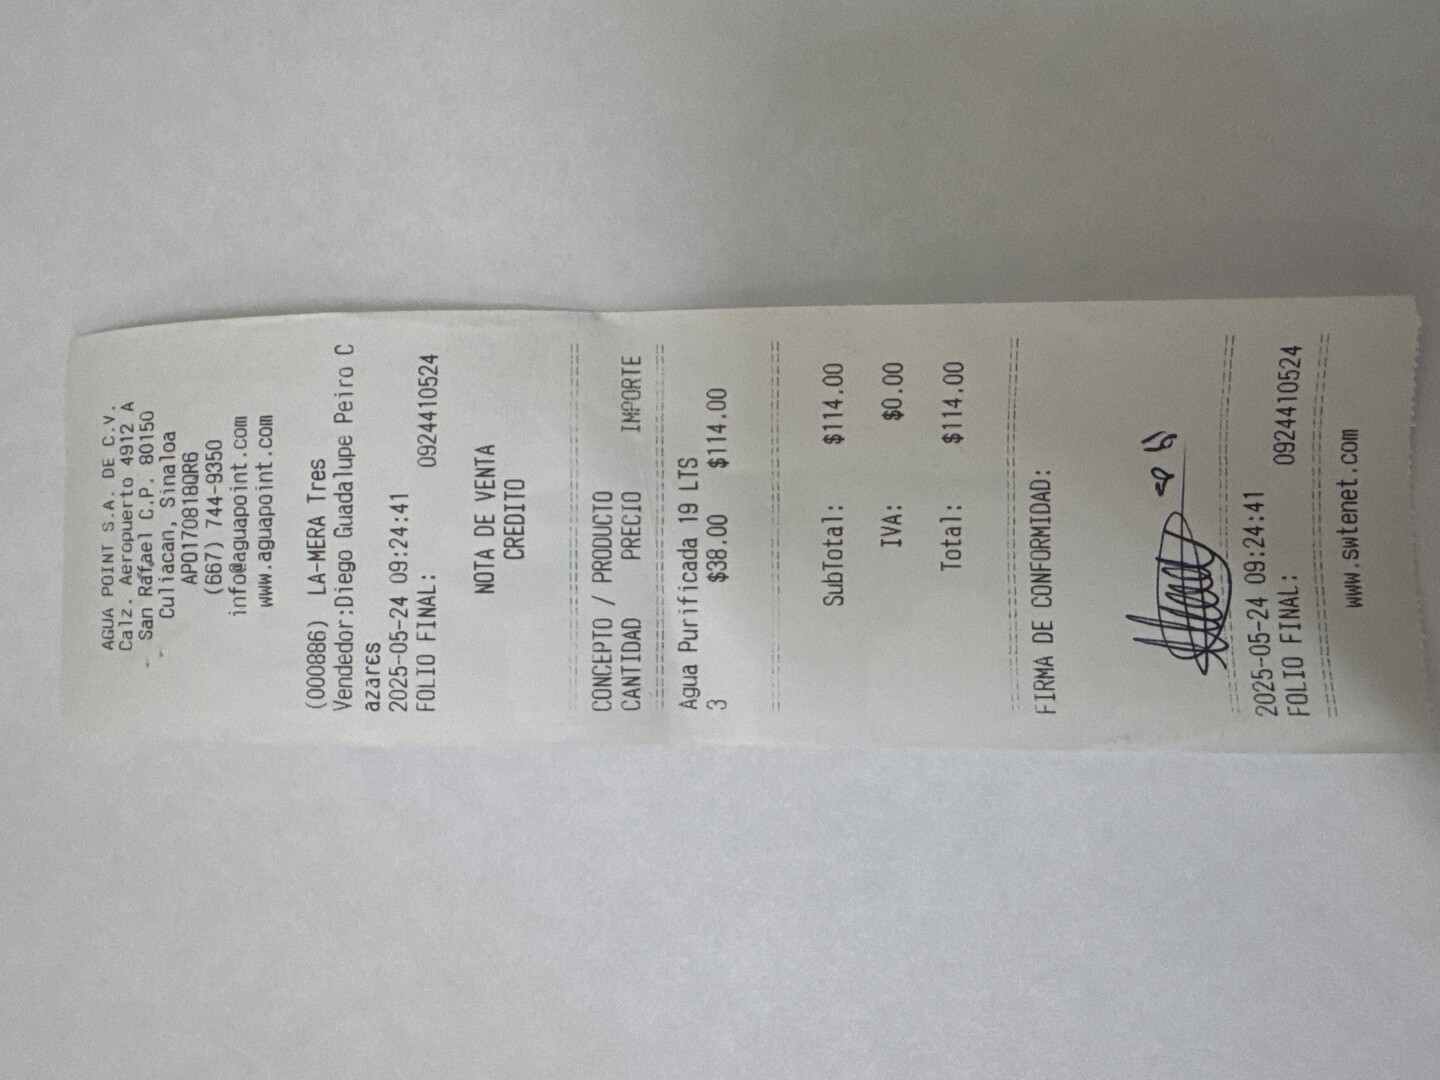 AGUA POINT S.A. DE C.V.
Calz. Aeropuerto 4912 A
San Rafael C.P. 80150
Culiacan, Sinaloa
APO170818QR6
(667) 744-9350
info@aguapoint.com
www.aguapoint.com
(000886) LA-MERA Tres
Vendedor:Diego Guadalupe Peiro C
azares
2025-05-24 09:24:41
FOLIO FINAL: 0924410524
NOTA DE VENTA
CREDITO
CONCEPTO / PRODUCTO
CANTIDAD PRECIO IMPORTE
Agua Purificada 19 LTS
3 $38.00 $114.00
SubTotal: $114.00
IVA: $0.00
Total: $114.00
FIRMA DE CONFORMIDAD:
2025-05-24 09:24:41
FOLIO FINAL: 0924410524
www.swtenet.com